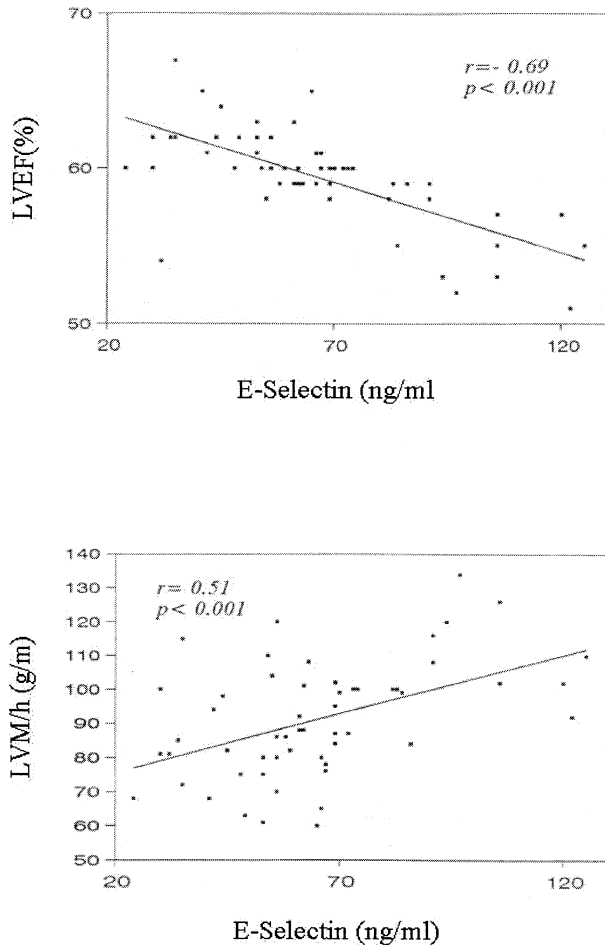 70
r=- 0.69
p< 0.001
LVEF(%)
60
50
70
120
E-Selectin (ng/ml
140
130
r= 0.51
p< 0.001
120
110
LVM/h (g/m)
100
90
80
70
60
50
20
70
120
E-Selectin (ng/ml)